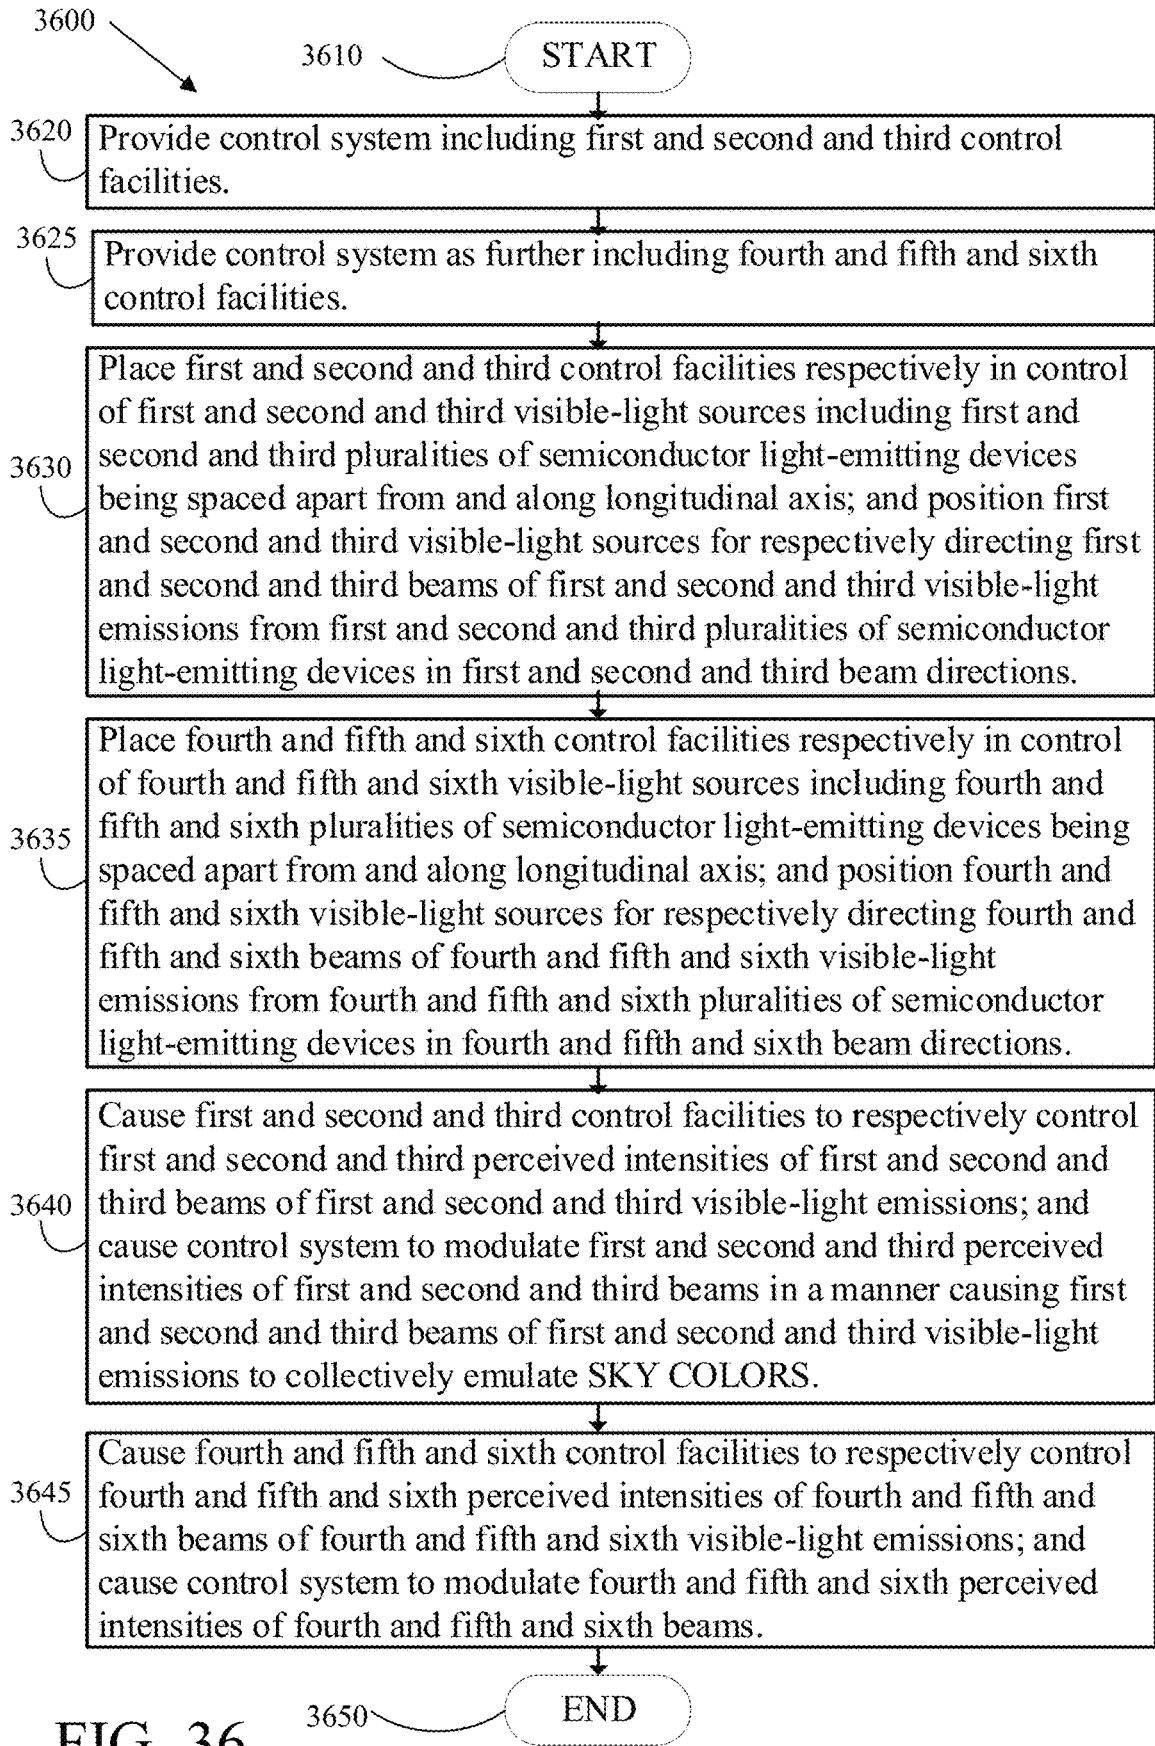 3600
3610
START
3620
Provide control system including first and second and third control
facilities.
3625
Provide control system as further including fourth and fifth and sixth
control facilities.
3630
Place first and second and third control facilities respectively in control
of first and second and third visible-light sources including first and
second and third pluralities of semiconductor light-emitting devices
being spaced apart from and along longitudinal axis; and position first
and second and third visible-light sources for respectively directing first
and second and third beams of first and second and third visible-light
emissions from first and second and third pluralities of semiconductor
light-emitting devices in first and second and third beam directions.
3635
Place fourth and fifth and sixth control facilities respectively in control
of fourth and fifth and sixth visible-light sources including fourth and
fifth and sixth pluralities of semiconductor light-emitting devices being
spaced apart from and along longitudinal axis; and position fourth and
fifth and sixth visible-light sources for respectively directing fourth and
fifth and sixth beams of fourth and fifth and sixth visible-light
emissions from fourth and fifth and sixth pluralities of semiconductor
light-emitting devices in fourth and fifth and sixth beam directions.
3640
Cause first and second and third control facilities to respectively control
first and second and third perceived intensities of first and second and
third beams of first and second and third visible-light emissions; and
cause control system to modulate first and second and third perceived
intensities of first and second and third beams in a manner causing first
and second and third beams of first and second and third visible-light
emissions to collectively emulate SKY COLORS.
3645
Cause fourth and fifth and sixth control facilities to respectively control
fourth and fifth and sixth perceived intensities of fourth and fifth and
sixth beams of fourth and fifth and sixth visible-light emissions; and
cause control system to modulate fourth and fifth and sixth perceived
intensities of fourth and fifth and sixth beams.
3650
END
FIG. 36